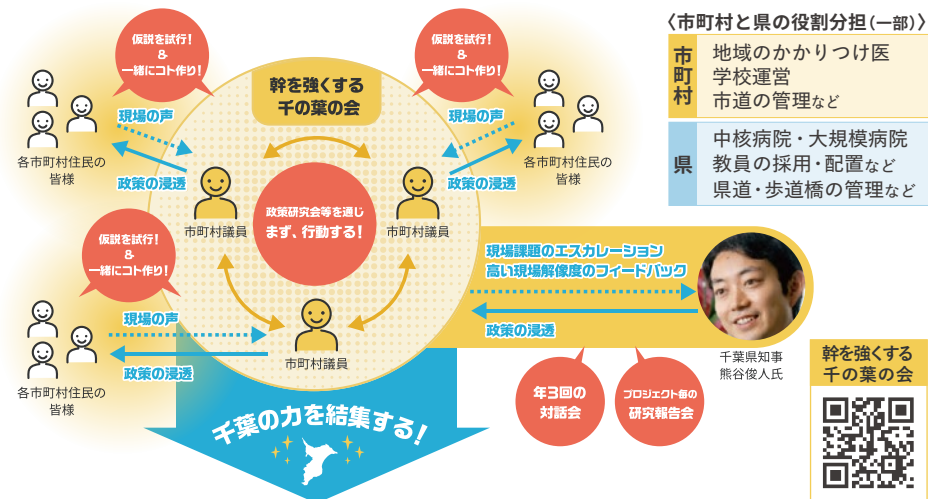 仮説を試行!
&
一緒にコト作り!
現場の声
政策の浸透
各市町村住民の
皆様
幹を強くする
千の葉の会
仮説を試行!
&
一緒にコト作り!
現場の声
政策の浸透
各市町村住民の
皆様
市町村議員
市町村議員
政策研究会等を通じ
まず、行動する!
市町村議員
仮説を試行!
&
一緒にコト作り!
現場の声
政策の浸透
各市町村住民の
皆様
千葉の力を結集する!
現場課題のエスカレーション
高い現場解像度のフィードバック
政策の浸透
千葉県知事
熊谷俊人氏
年3回の
対話会
プロジェクト毎の
研究報告会
〈市町村と県の役割分担(一部)〉
市町村
地域のかかりつけ医
学校運営
市道の管理など
県
中核病院・大規模病院
教員の採用・配置など
県道・歩道橋の管理など
幹を強くする
千の葉の会